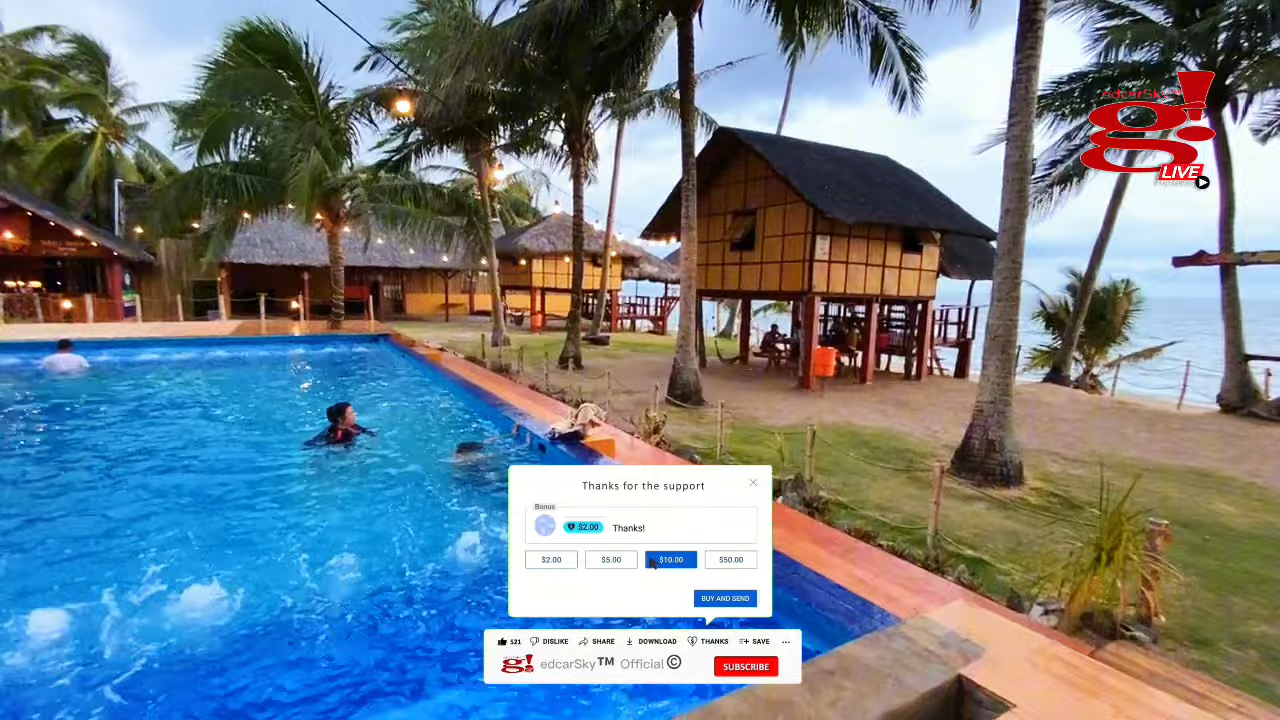 edcarSky
g!
LIVE
Thanks for the support
Bonus
$2.00 Thanks!
$2.00 $5.00 $10.00 $50.00
BUY AND SEND
521 DISLIKE SHARE DOWNLOAD THANKS SAVE ...
g! edcarSky™ Official © SUBSCRIBE